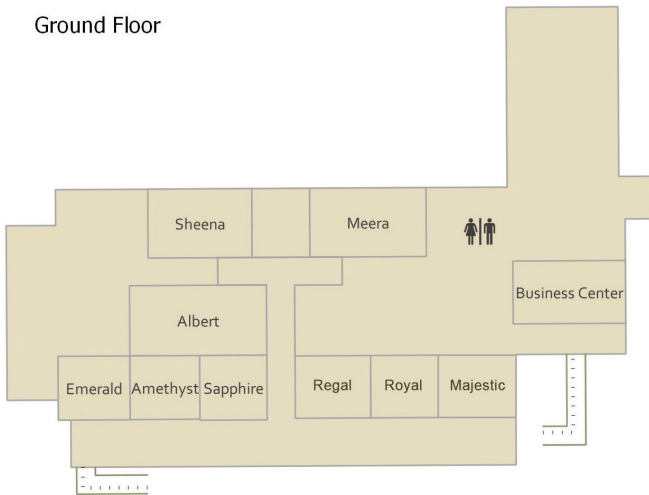 Ground Floor
Sheena
Meera
Business Center
Albert
Emerald
Amethyst
Sapphire
Regal
Royal
Majestic